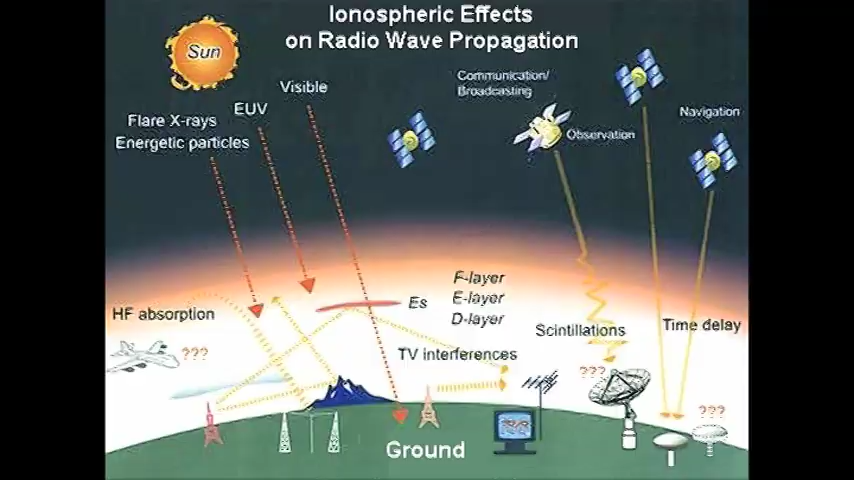 Ionospheric Effects
on Radio Wave Propagation
Sun
Communication/
Broadcasting
Visible
EUV
Flare X-rays
Energetic particles
Observation
Navigation
F-layer
E-layer
D-layer
Es
HF absorption
Scintillations
Time delay
TV interferences
???
???
???
Ground